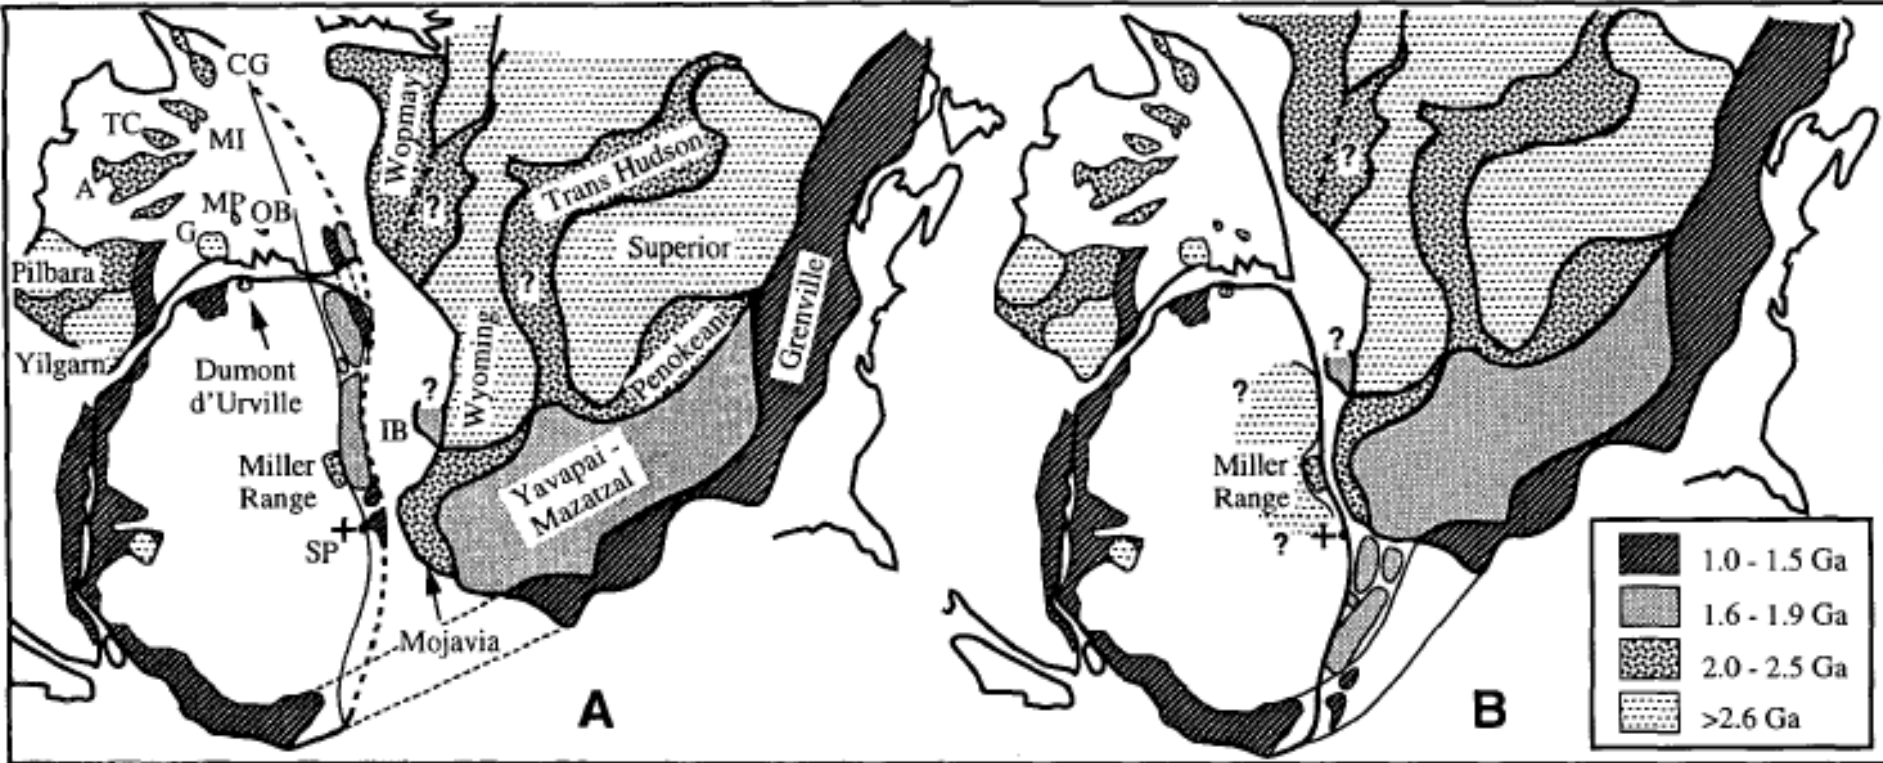 CG
TC
MI
A
MP
OB
G
Pilbara
Yilgarn
Dumont
d'Urville
Miller
Range
SP
IB
?
Wopmay
?
Trans Hudson
Superior
?
Wyoming
Penokean
Grenville
Yavapai -
Mazatzal
Mojavia
A
?
?
?
Miller
Range
?
B
1.0 - 1.5 Ga
1.6 - 1.9 Ga
2.0 - 2.5 Ga
>2.6 Ga